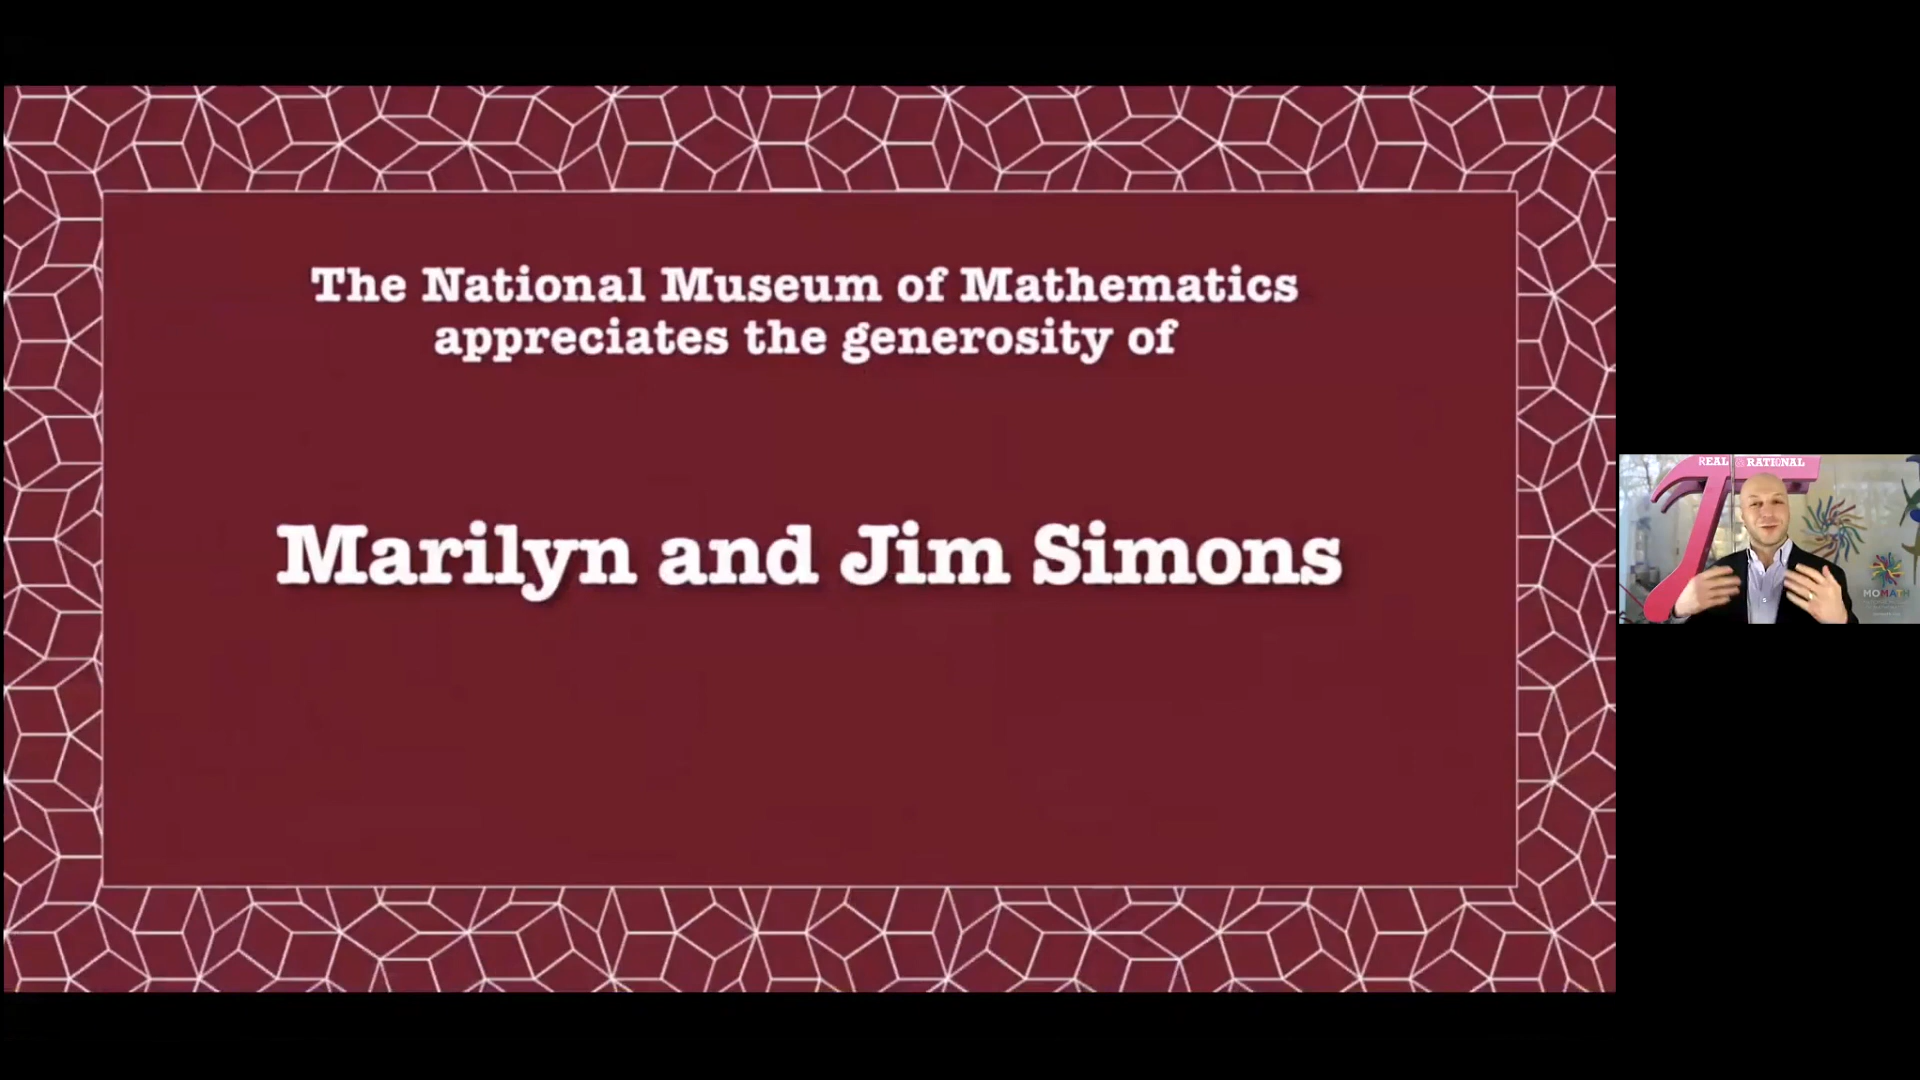 The National Museum of Mathematics
appreciates the generosity of
Marilyn and Jim Simons
REAL
RATIONAL
MOMATH